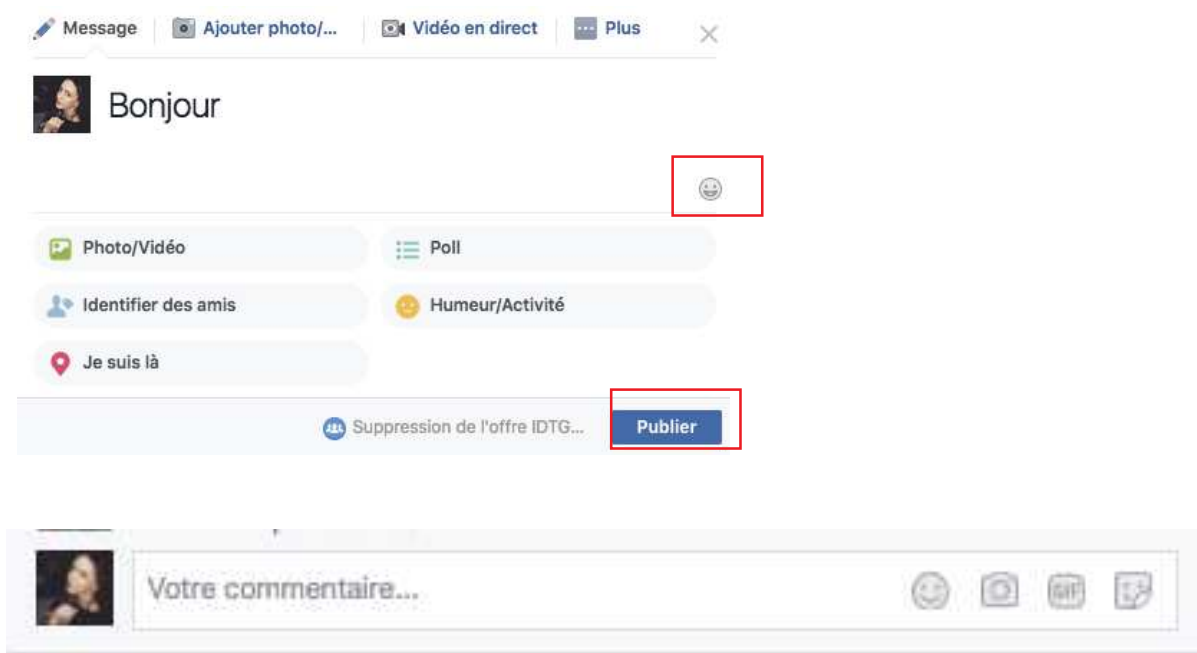 Message Ajouter photo/... Vidéo en direct Plus
Bonjour
Photo/Vidéo Poll
Identifier des amis Humeur/Activité
Je suis là
Suppression de l'offre IDTG... Publier
Votre commentaire... GIF